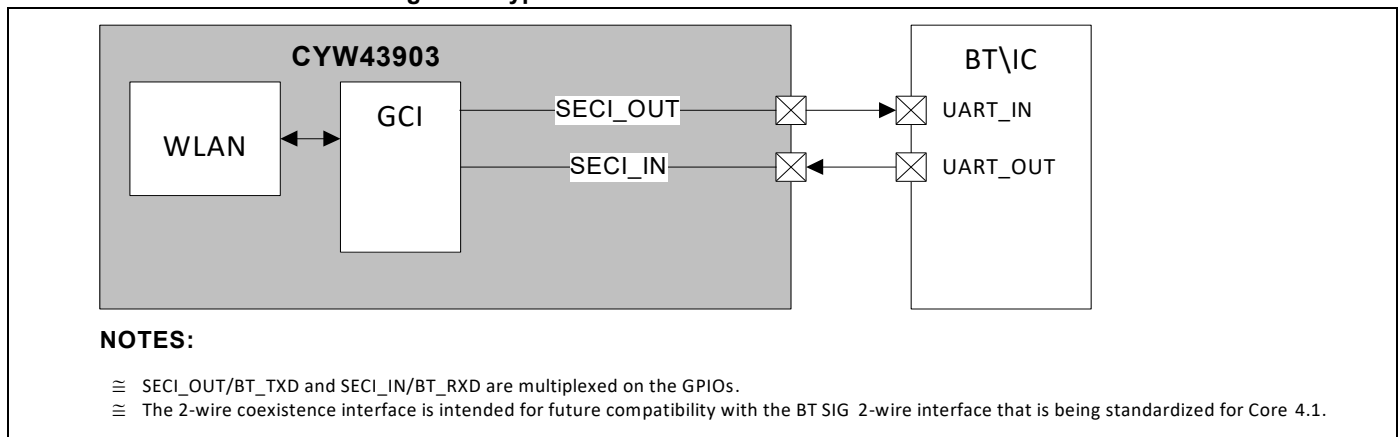 CYW43903
BT\IC
WLAN
GCI
SECI_OUT
UART_IN
SECI_IN
UART_OUT
NOTES:
≅ SECI_OUT/BT_TXD and SECI_IN/BT_RXD are multiplexed on the GPIOs.
≅ The 2-wire coexistence interface is intended for future compatibility with the BT SIG 2-wire interface that is being standardized for Core 4.1.